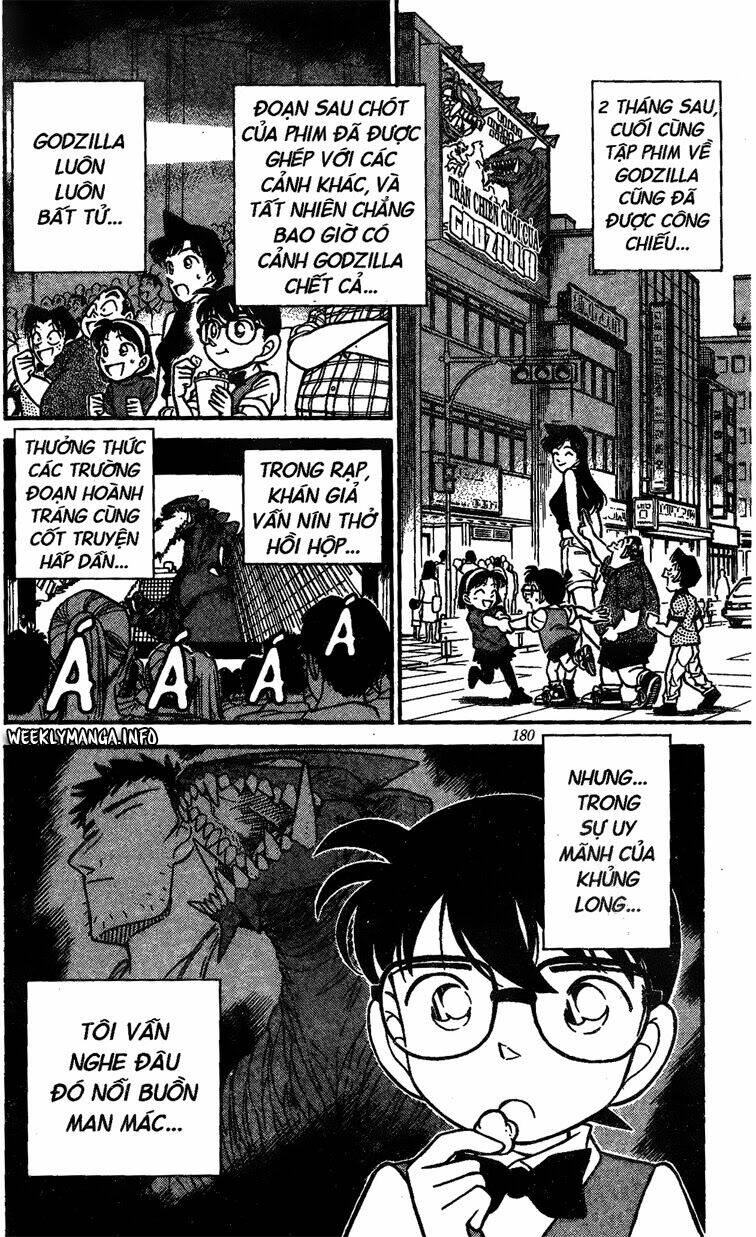 2 THÁNG SAU,
CUỐI CÙNG
TẬP PHIM VỀ
GODZILLA
CŨNG ĐÃ
ĐƯỢC CÔNG
CHIẾU...
TRẬN CHIẾN CUỐI CỦA
GODZILLA
ĐOẠN SAU CHÓT
CỦA PHIM ĐÃ ĐƯỢC
GHÉP VỚI CÁC
CẢNH KHÁC, VÀ
TẤT NHIÊN CHẲNG
BAO GIỜ CÓ
CẢNH GODZILLA
CHẾT CẢ...
GODZILLA
LUÔN
LUÔN
BẤT TỬ...
TRONG RẠP,
KHÁN GIẢ
VẪN NÍN THỞ
HỒI HỘP...
THƯỞNG THỨC
CÁC TRƯỜNG
ĐOẠN HOÀNH
TRÁNG CÙNG
CỐT TRUYỆN
HẤP DẪN...
Á Á Á Á
WEEKLYMANGA.INFO
180
NHƯNG...
TRONG
SỰ UY
MÃNH CỦA
KHỦNG
LONG...
TÔI VẪN
NGHE ĐÂU
ĐÓ NỖI BUỒN
MAN MÁC...